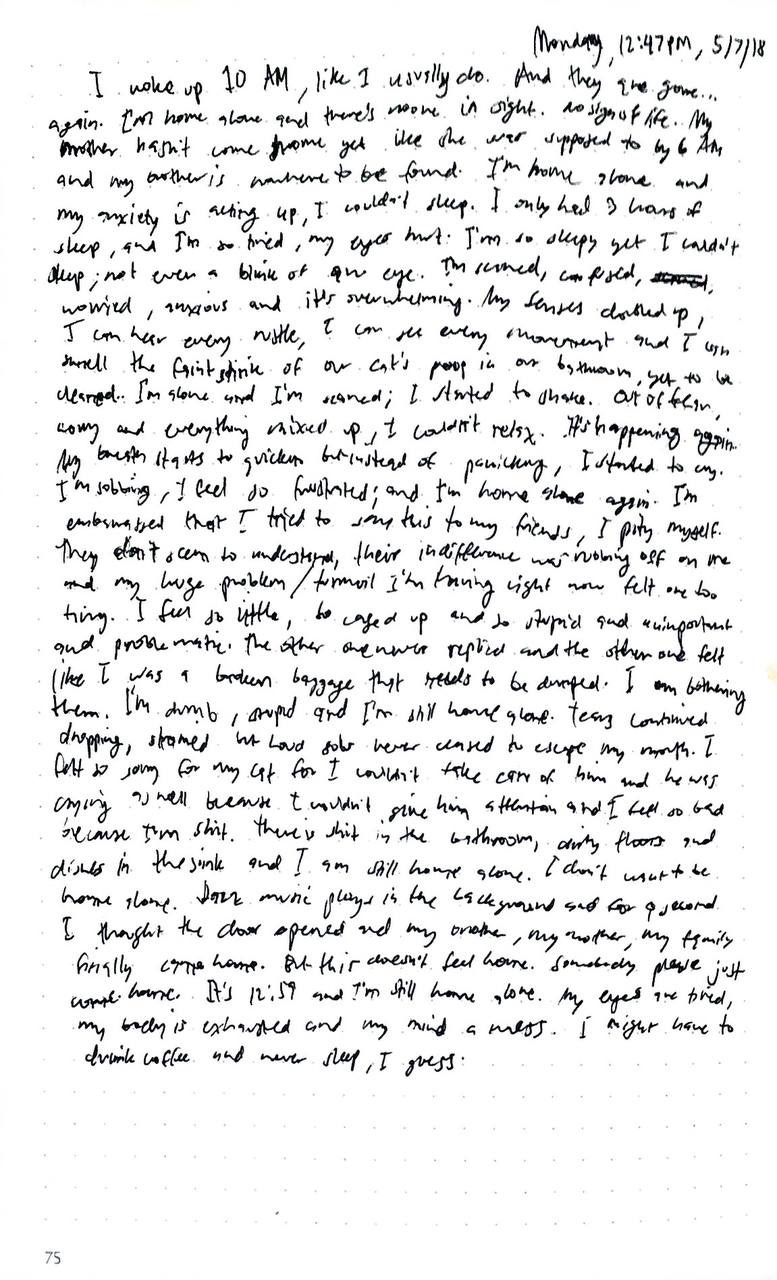 Monday, 12:47PM, 5/7/18
I woke up 10 AM, like I usually do. And they are gone...
again. I'm home alone and there's noone in sight. No sign of life. My
mother hasn't come home yet like she was supposed to by 6 AM
and my brother is nowhere to be found. I'm home alone and
my anxiety is acting up, I couldn't sleep. I only had 3 hours of
sleep, and I'm so tired, my eyes hurt. I'm so sleepy yet I couldn't
sleep; not even a blink of an eye. I'm scared, confused,
worried, anxious and it's overwhelming. My senses doubled up,
I can hear every rustle, I can see every movement and I can
smell the faint stink of our cat's poop in our bathroom, yet to be
cleaned. I'm alone and I'm scared; I started to shake. Out of fear,
worry and everything mixed up, I couldn't relax. It's happening again.
My breath starts to quicken but instead of panicking, I started to cry.
I'm sobbing, I feel so frustrated; and I'm home alone again. I'm
embarrassed that I tried to say this to my friends, I pity myself.
They don't seem to understand, their indifference was rubbing off on me
and my huge problem/turmoil I'm having right now felt one too
tiny. I feel so little, so caged up and so stupid and unimportant
and problematic. The other one never replied and the other one felt
like I was a broken baggage that needs to be dumped. I am bothering
them. I'm dumb, stupid and I'm still home alone. Tears continued
dropping, but loud sobs never ceased to escape my mouth. I
felt so sorry for my cat for I couldn't take care of him and he was
crying as well because I couldn't give him attention and I feel so bad
because I'm shit. There is shit in the bathroom, dirty floors and
dishes in the sink and I am still home alone. I don't want to be
home alone. Jazz music plays in the background and for a second
I thought the door opened and my brother, my mother, my family
finally came home. But this doesn't feel home. Somebody please just
come home. It's 12:59 and I'm still home alone. My eyes are tired,
my body is exhausted and my mind a mess. I might have to
drink coffee and never sleep, I guess.
75